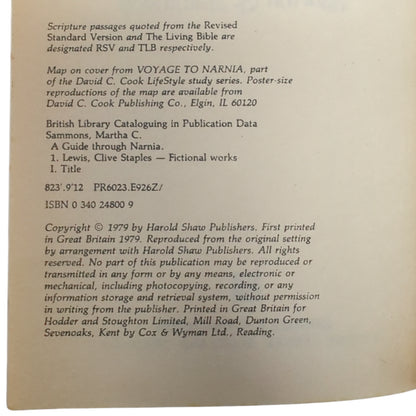 Scripture passages quoted from the Revised
Standard Version and The Living Bible are
designated RSV and TLB respectively.
Map on cover from VOYAGE TO NARNIA, part
of the David C. Cook LifeStyle study series. Poster-size
reproductions of the map are available from
David C. Cook Publishing Co., Elgin, IL 60120
British Library Cataloguing in Publication Data
Sammons, Martha C.
A Guide through Narnia.
1. Lewis, Clive Staples — Fictional works
I. Title
823'.9'12 PR6023.E926Z/
ISBN 0 340 24800 9
Copyright © 1979 by Harold Shaw Publishers. First printed
in Great Britain 1979. Reproduced from the original setting
by arrangement with Harold Shaw Publishers. All rights
reserved. No part of this publication may be reproduced or
transmitted in any form or by any means, electronic or
mechanical, including photocopying, recording, or any
information storage and retrieval system, without permission
in writing from the publisher. Printed in Great Britain for
Hodder and Stoughton Limited, Mill Road, Dunton Green,
Sevenoaks, Kent by Cox & Wyman Ltd., Reading.